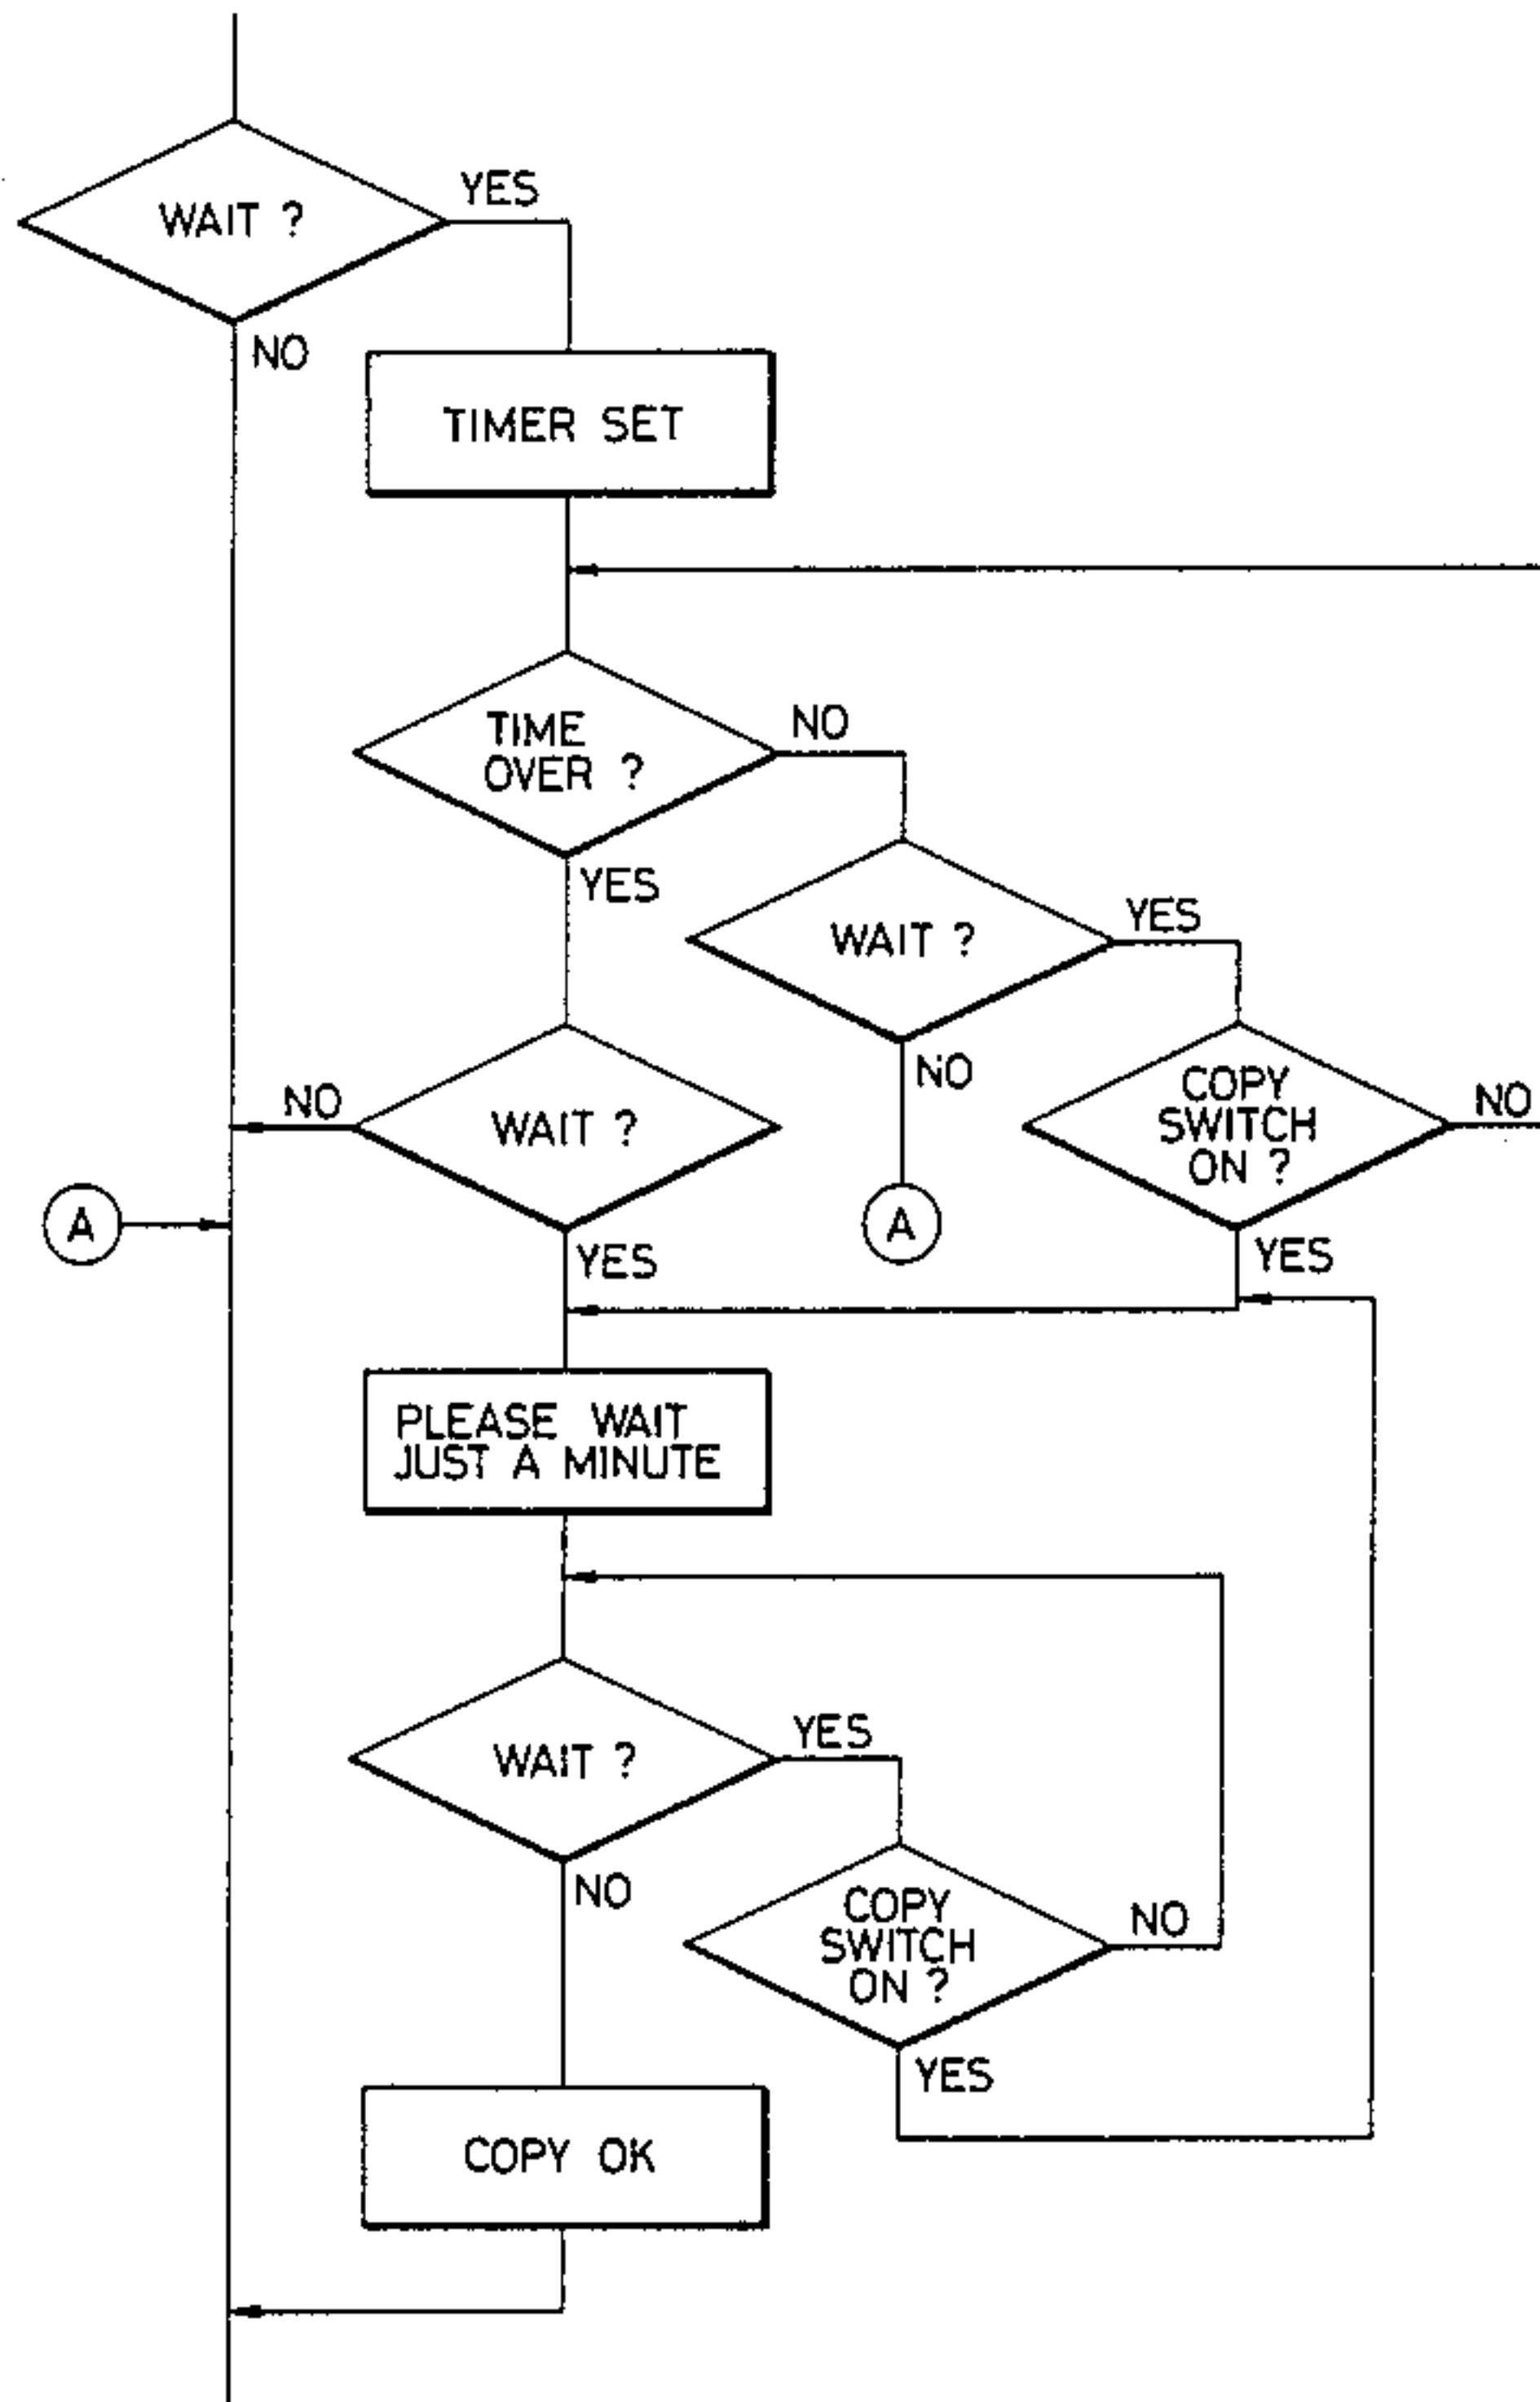 WAIT ?
YES
NO
TIMER SET
TIME
OVER ?
NO
YES
WAIT ?
YES
NO
COPY
SWITCH
ON ?
NO
YES
WAIT ?
NO
YES
A
A
PLEASE WAIT
JUST A MINUTE
WAIT ?
YES
NO
COPY
SWITCH
ON ?
NO
YES
COPY OK